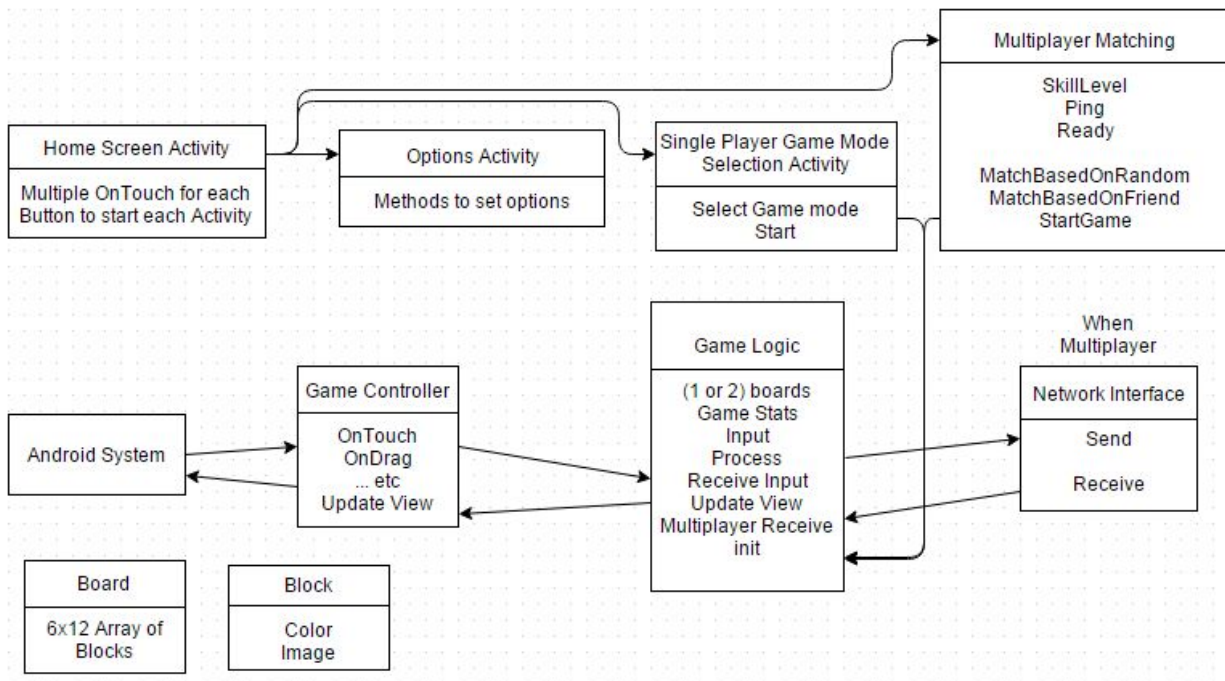 Multiplayer Matching
SkillLevel
Ping
Ready
MatchBasedOnRandom
MatchBasedOnFriend
StartGame
Home Screen Activity
Multiple OnTouch for each
Button to start each Activity
Options Activity
Methods to set options
Single Player Game Mode
Selection Activity
Select Game mode
Start
Android System
Game Controller
OnTouch
OnDrag
... etc
Update View
Game Logic
(1 or 2) boards
Game Stats
Input
Process
Receive Input
Update View
Multiplayer Receive
init
When
Multiplayer
Network Interface
Send
Receive
Board
6x12 Array of
Blocks
Block
Color
Image